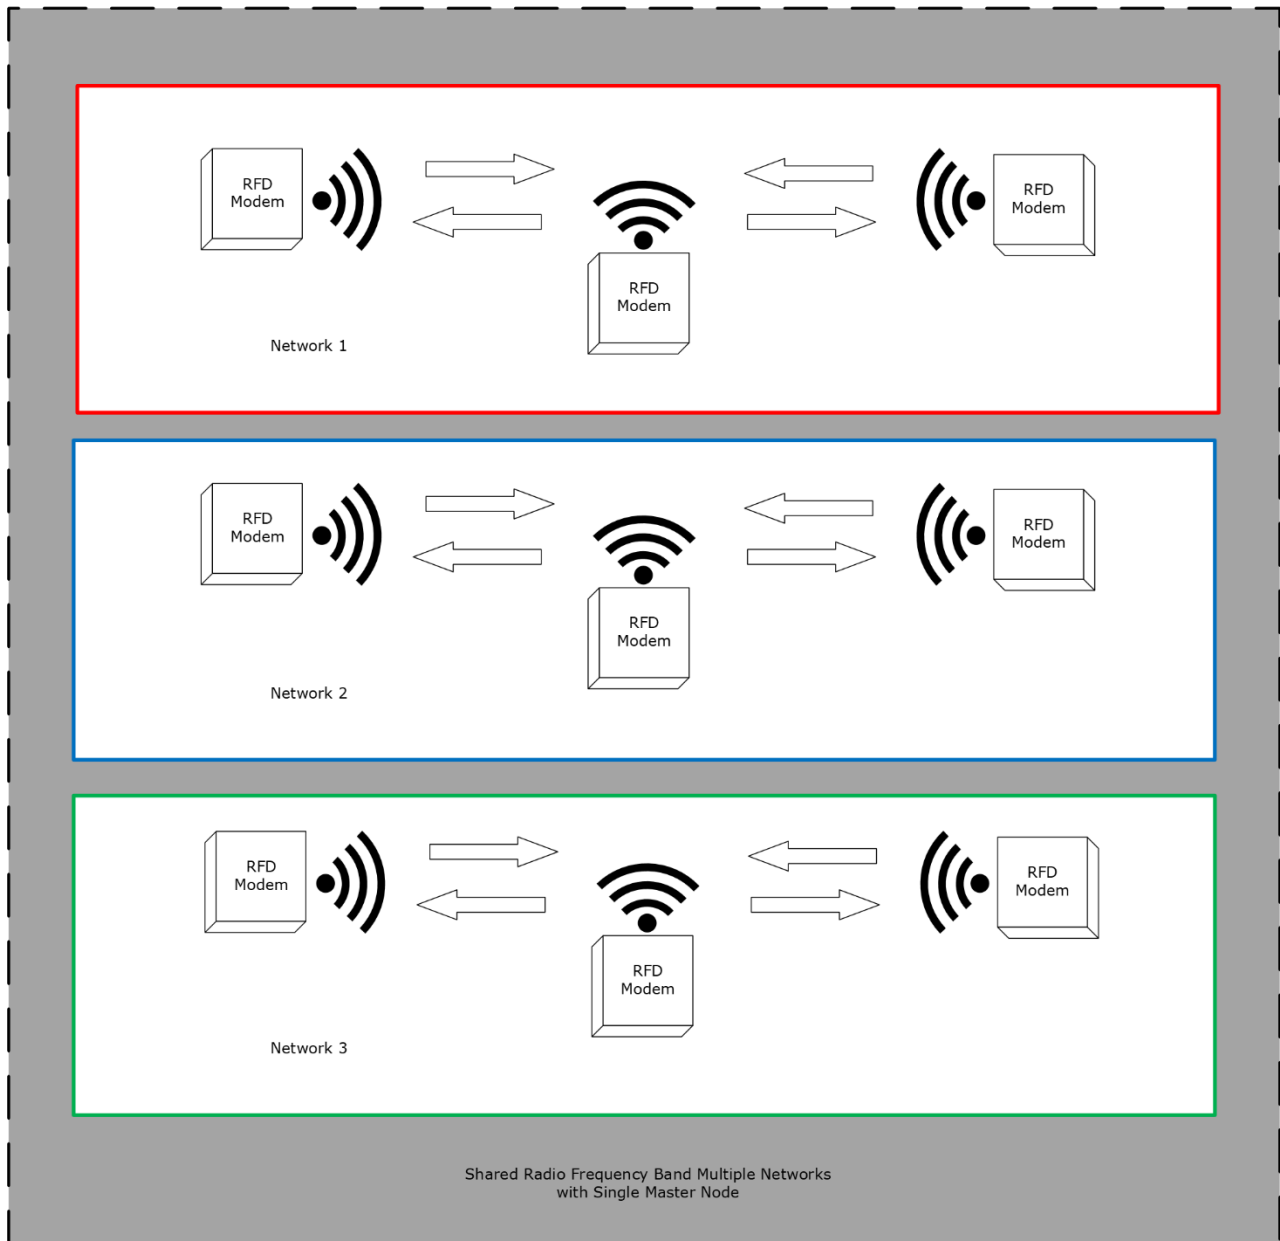 RFD
Modem
RFD
Modem
RFD
Modem
Network 1
RFD
Modem
RFD
Modem
RFD
Modem
Network 2
RFD
Modem
RFD
Modem
RFD
Modem
Network 3
Shared Radio Frequency Band Multiple Networks
with Single Master Node